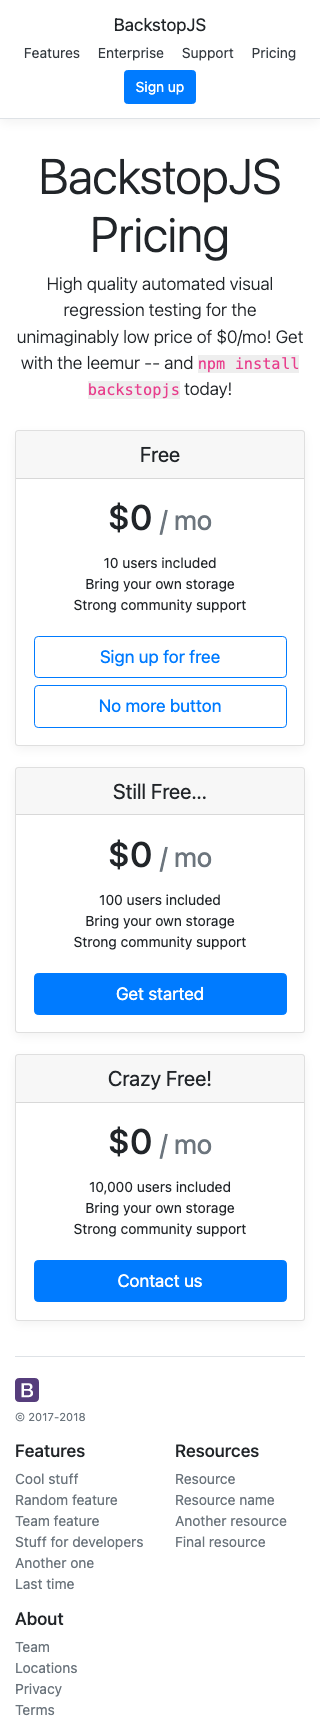 BackstopJS
Features Enterprise Support Pricing
Sign up
BackstopJS
Pricing
High quality automated visual
regression testing for the
unimaginably low price of $0/mo! Get
with the leemur -- and npm install
backstopjs today!
Free
$0 / mo
10 users included
Bring your own storage
Strong community support
Sign up for free
No more button
Still Free...
$0 / mo
100 users included
Bring your own storage
Strong community support
Get started
Crazy Free!
$0 / mo
10,000 users included
Bring your own storage
Strong community support
Contact us
B
© 2017-2018
Features
Cool stuff
Random feature
Team feature
Stuff for developers
Another one
Last time
Resources
Resource
Resource name
Another resource
Final resource
About
Team
Locations
Privacy
Terms